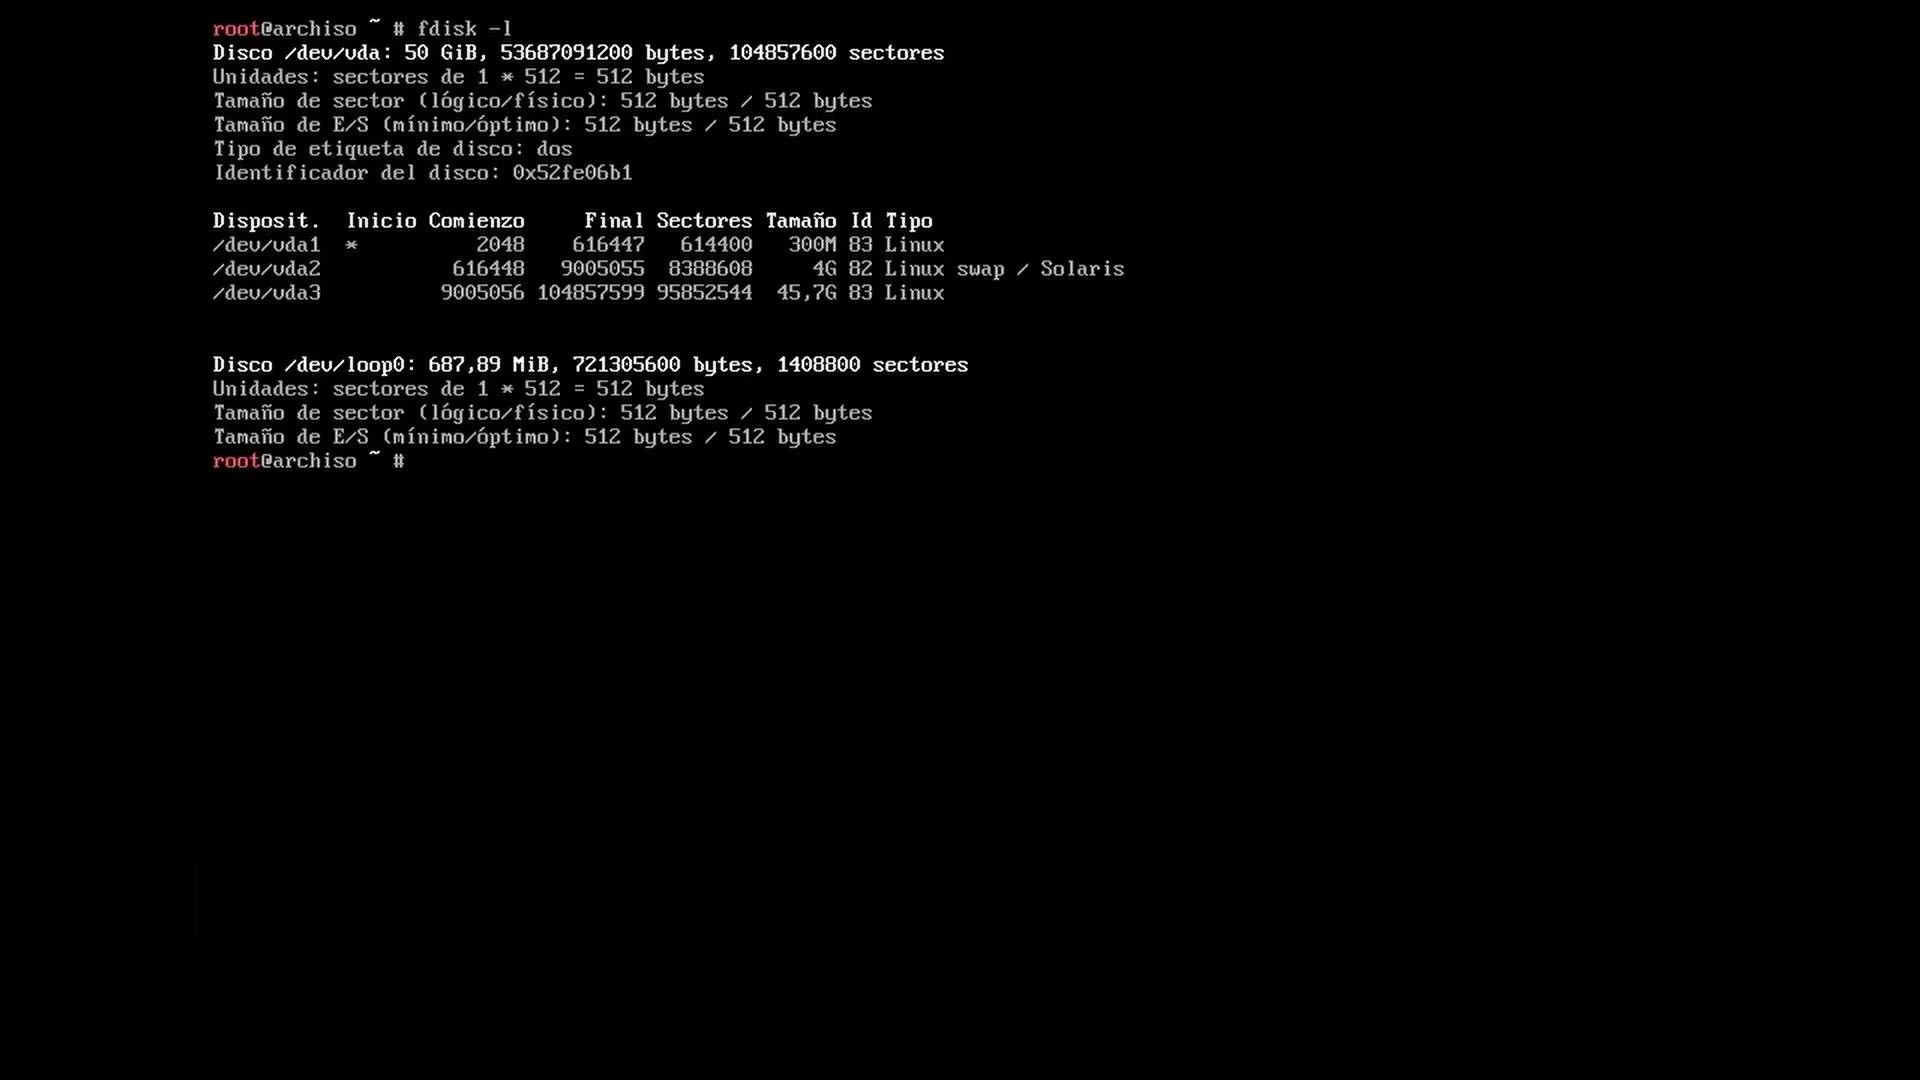 root@archiso ~ # fdisk -l
Disco /dev/vda: 50 GiB, 53687091200 bytes, 104857600 sectores
Unidades: sectores de 1 * 512 = 512 bytes
Tamaño de sector (lógico/físico): 512 bytes / 512 bytes
Tamaño de E/S (mínimo/óptimo): 512 bytes / 512 bytes
Tipo de etiqueta de disco: dos
Identificador del disco: 0x52fe06b1
Disposit.  Inicio Comienzo     Final Sectores Tamaño Id Tipo
/dev/vda1  *          2048    616447   614400   300M 83 Linux
/dev/vda2           616448   9005055  8388608     4G 82 Linux swap / Solaris
/dev/vda3          9005056 104857599 95852544  45,7G 83 Linux
Disco /dev/loop0: 687,89 MiB, 721305600 bytes, 1408800 sectores
Unidades: sectores de 1 * 512 = 512 bytes
Tamaño de sector (lógico/físico): 512 bytes / 512 bytes
Tamaño de E/S (mínimo/óptimo): 512 bytes / 512 bytes
root@archiso ~ #